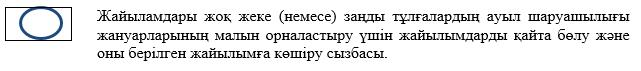 Жайыламдары жоқ жеке (немесе) заңды тұлғалардың ауыл шаруашылығы
жануарларының малын орналастыру үшін жайылымдарды қайта бөлу және
оны берілген жайылымға көшіру сызбасы.